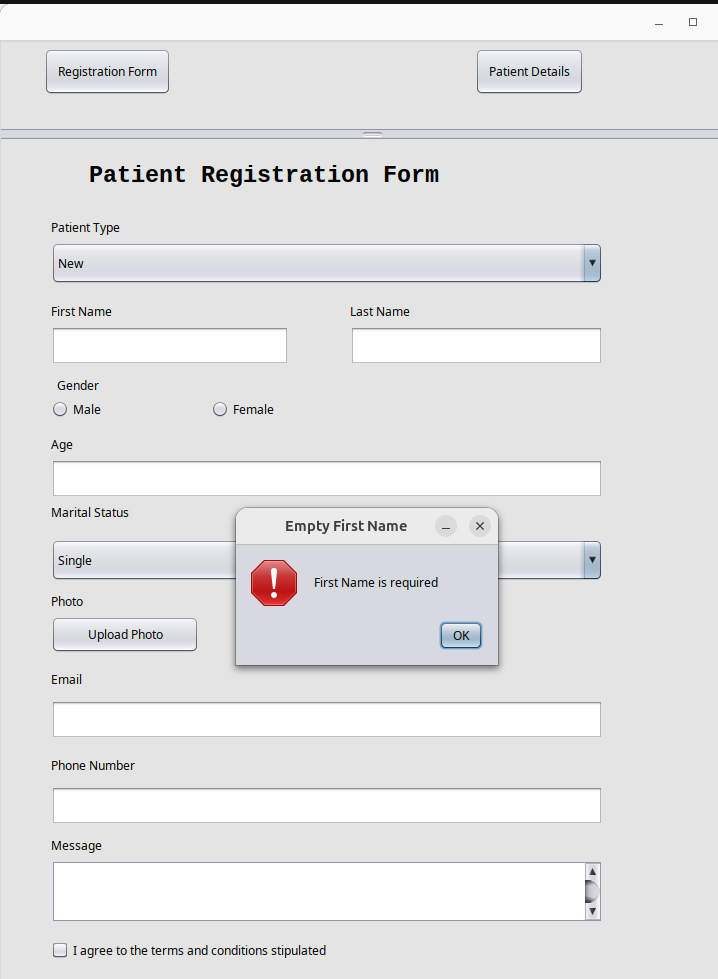 Registration Form
Patient Details
Patient Registration Form
Patient Type
New
First Name
Last Name
Gender
Male
Female
Age
Marital Status
Single
Empty First Name
First Name is required
OK
Photo
Upload Photo
Email
Phone Number
Message
I agree to the terms and conditions stipulated